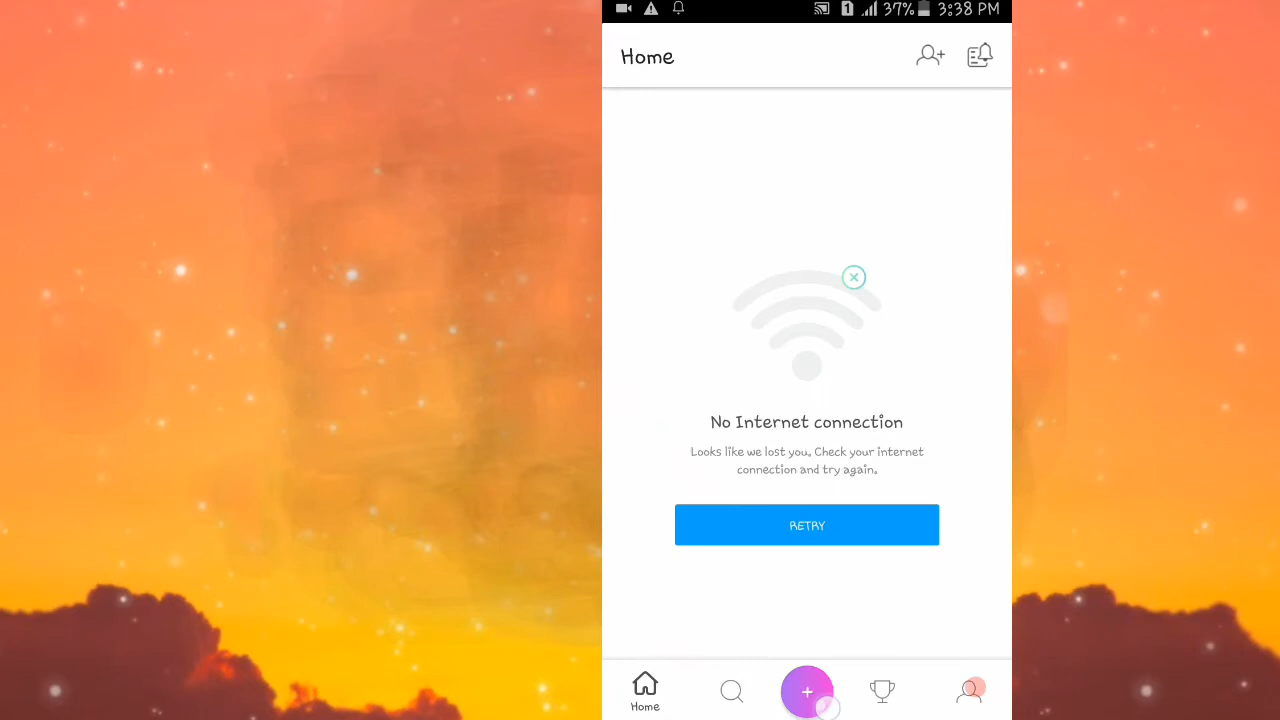 1 37% 3:38 PM
Home
No Internet connection
Looks like we lost you. Check your internet
connection and try again.
RETRY
Home